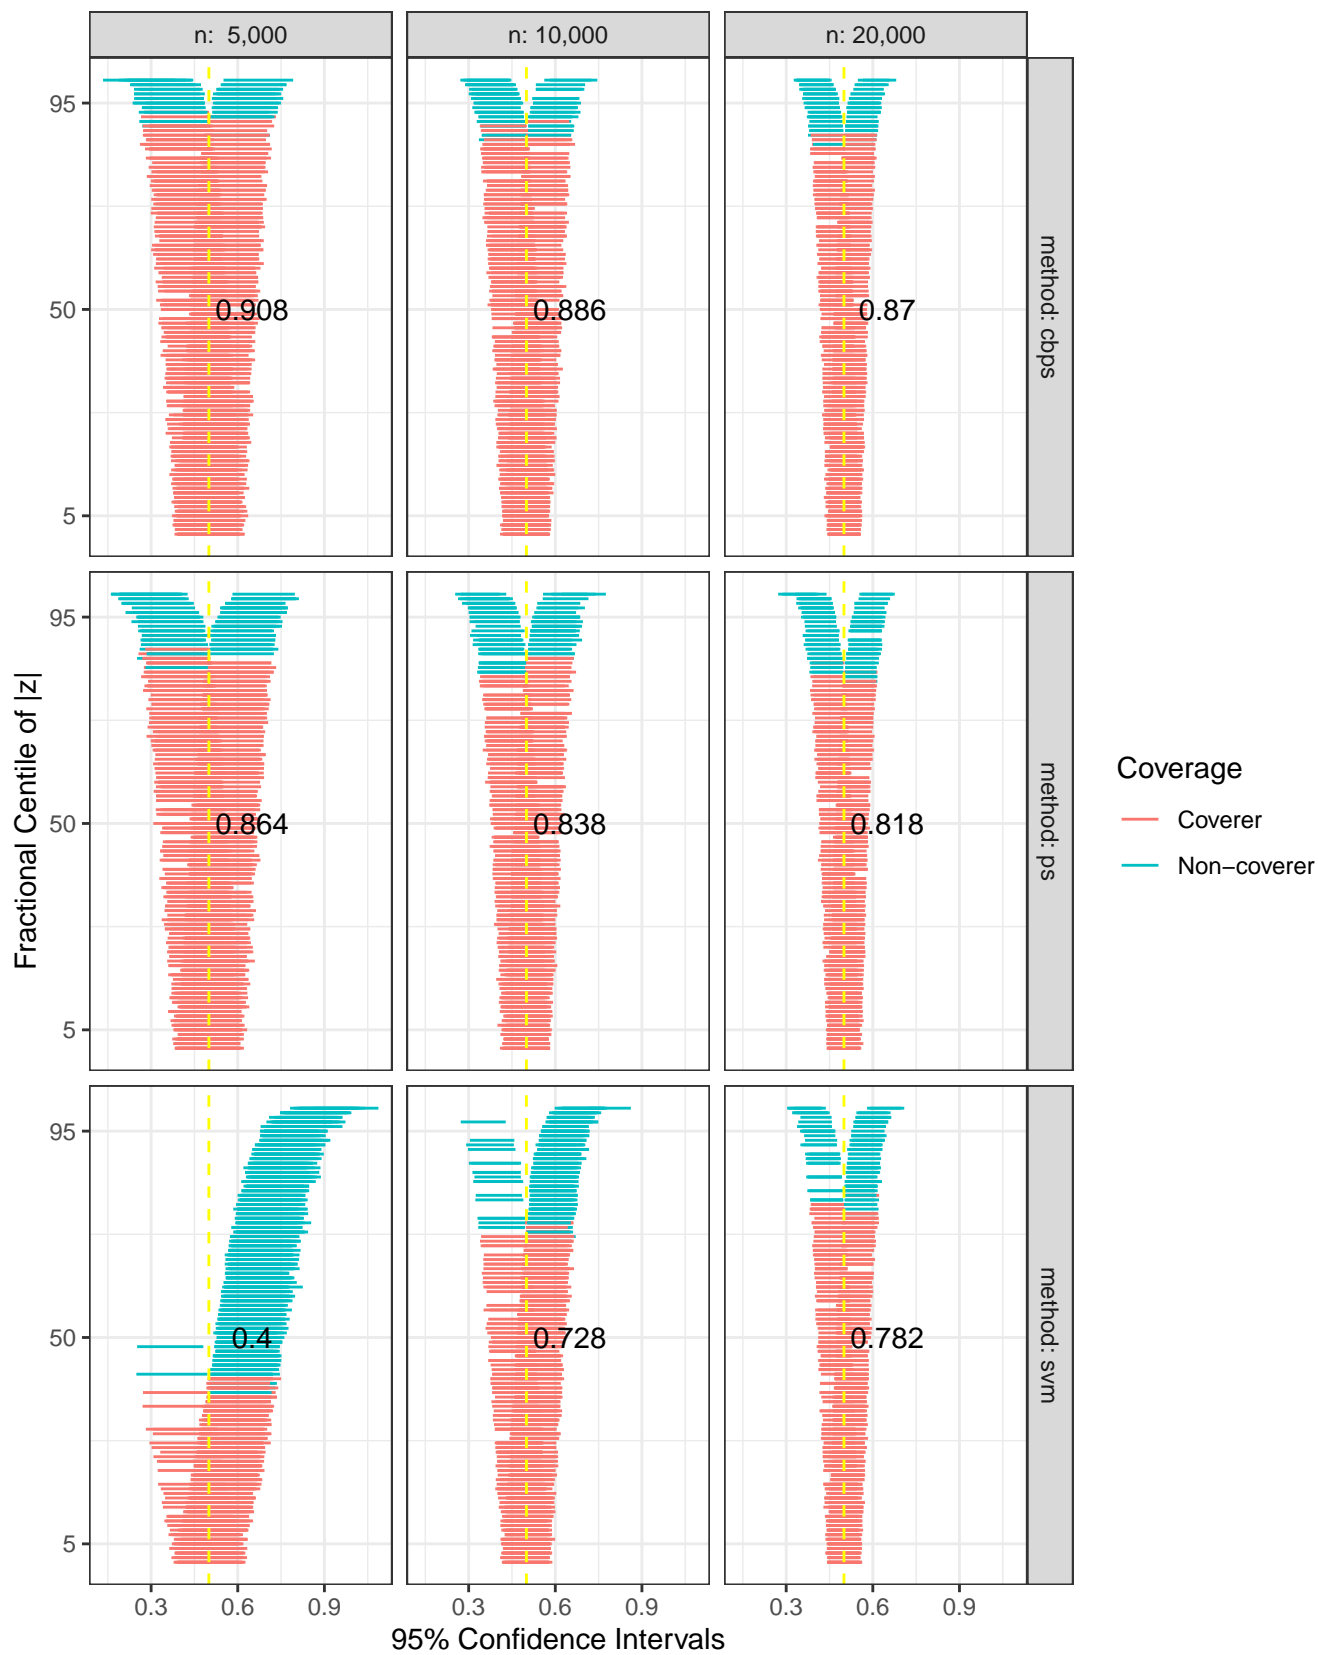 n:  5,000
n: 10,000
n: 20,000
95
50
5
0.908
0.886
0.87
method: cbps
95
50
5
0.864
0.838
0.818
method: ps
95
50
5
0.4
0.728
0.782
method: svm
Fractional Centile of |z|
0.3 0.6 0.9
0.3 0.6 0.9
0.3 0.6 0.9
95% Confidence Intervals
Coverage
Coverer
Non−coverer